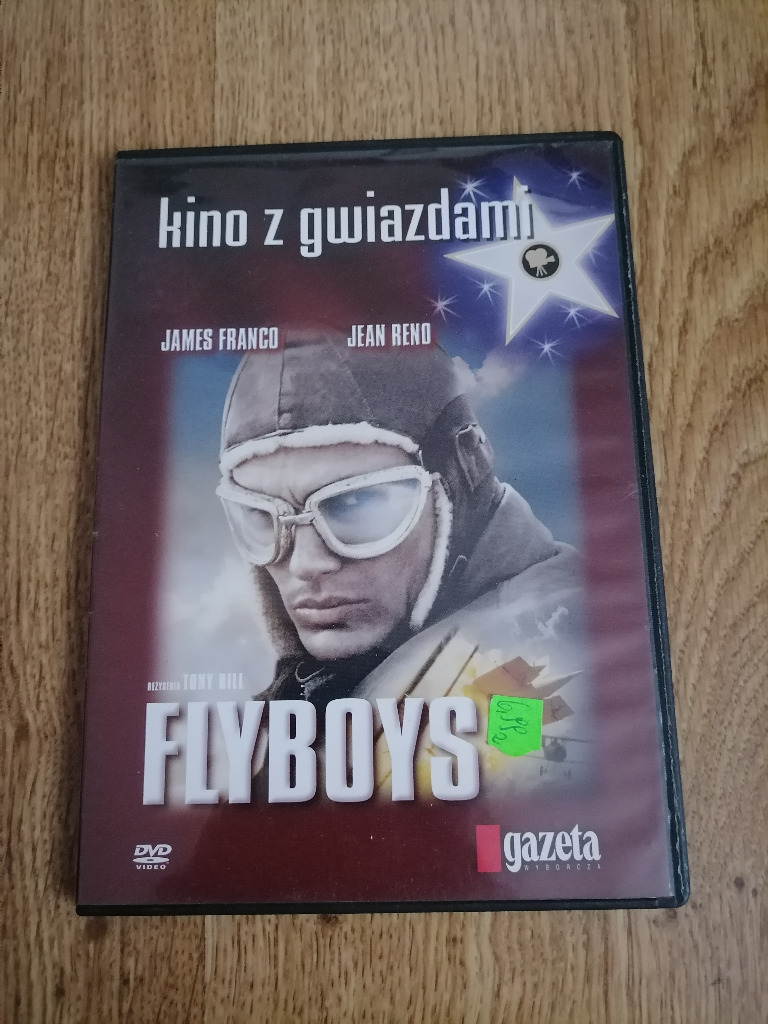 kino z gwiazdami
JAMES FRANCO JEAN RENO
REŻYSERIA TONY BILL
FLYBOYS
DVD
VIDEO
gazeta
WYBORCZA